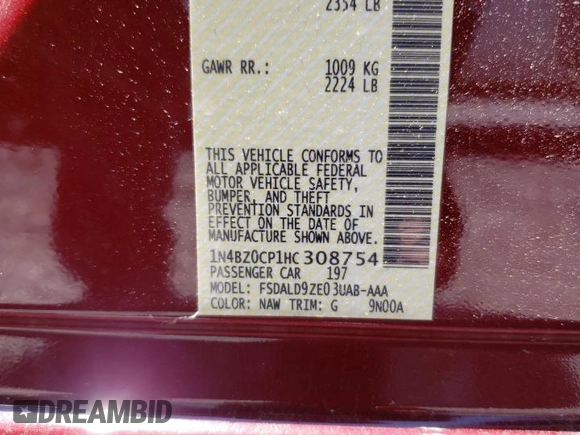 2354 LB
GAWR RR.: 1009 KG
2224 LB
THIS VEHICLE CONFORMS TO
ALL APPLICABLE FEDERAL
MOTOR VEHICLE SAFETY,
BUMPER, AND THEFT
PREVENTION STANDARDS IN
EFFECT ON THE DATE OF
MANUFACTURE SHOWN ABOVE.
1N4BZ0CP1HC308754
PASSENGER CAR 197
MODEL: FSDALD9ZE03UAB-AAA
COLOR: NAW TRIM: G 9N00A
DREAMBID